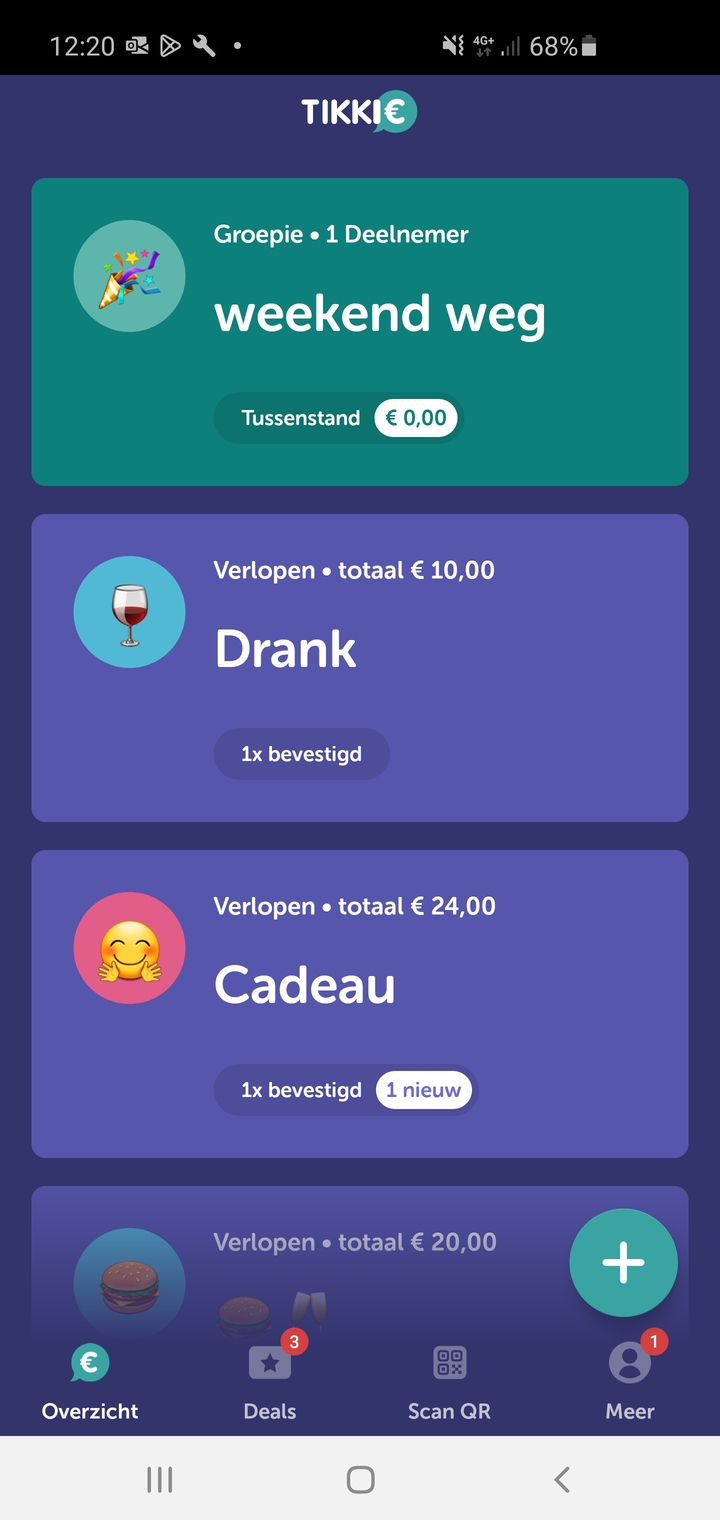 12:20
4G+
68%
TIKKI€
Groepie • 1 Deelnemer
weekend weg
Tussenstand € 0,00
Verlopen • totaal € 10,00
Drank
1x bevestigd
Verlopen • totaal € 24,00
Cadeau
1x bevestigd 1 nieuw
Verlopen • totaal € 20,00
€ 3 1
Overzicht Deals Scan QR Meer